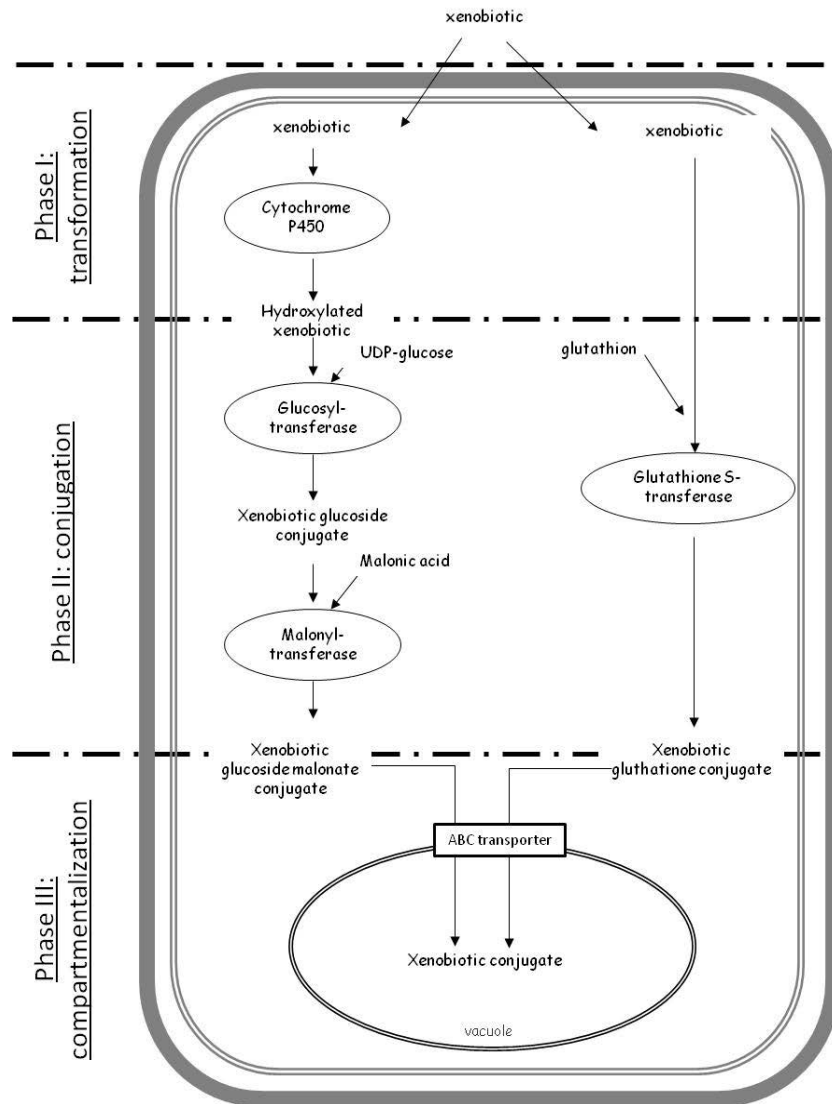 xenobiotic
Phase I:
transformation
xenobiotic
xenobiotic
Cytochrome
P450
Hydroxylated
xenobiotic
Phase II: conjugation
UDP-glucose
glutathion
Glucosyl-
transferase
Glutathione S-
transferase
Xenobiotic glucoside
conjugate
Malonic acid
Malonyl-
transferase
Phase III:
compartmentalization
Xenobiotic
glucoside malonate
conjugate
Xenobiotic
gluthatione conjugate
ABC transporter
Xenobiotic conjugate
vacuole